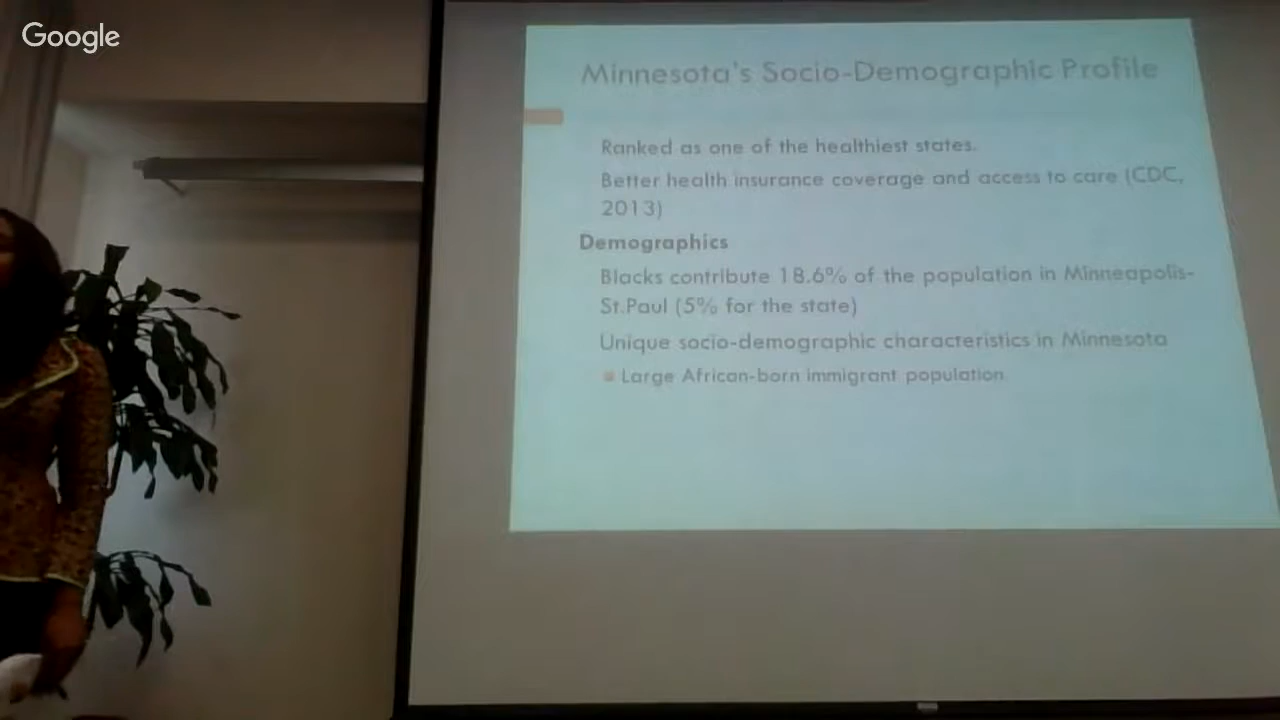 Google
Minnesota's Socio-Demographic Profile
Ranked as one of the healthiest states.
Better health insurance coverage and access to care (CDC,
2013)
Demographics
Blacks contribute 18.6% of the population in Minneapolis-
St.Paul (5% for the state)
Unique socio-demographic characteristics in Minnesota
Large African-born immigrant population